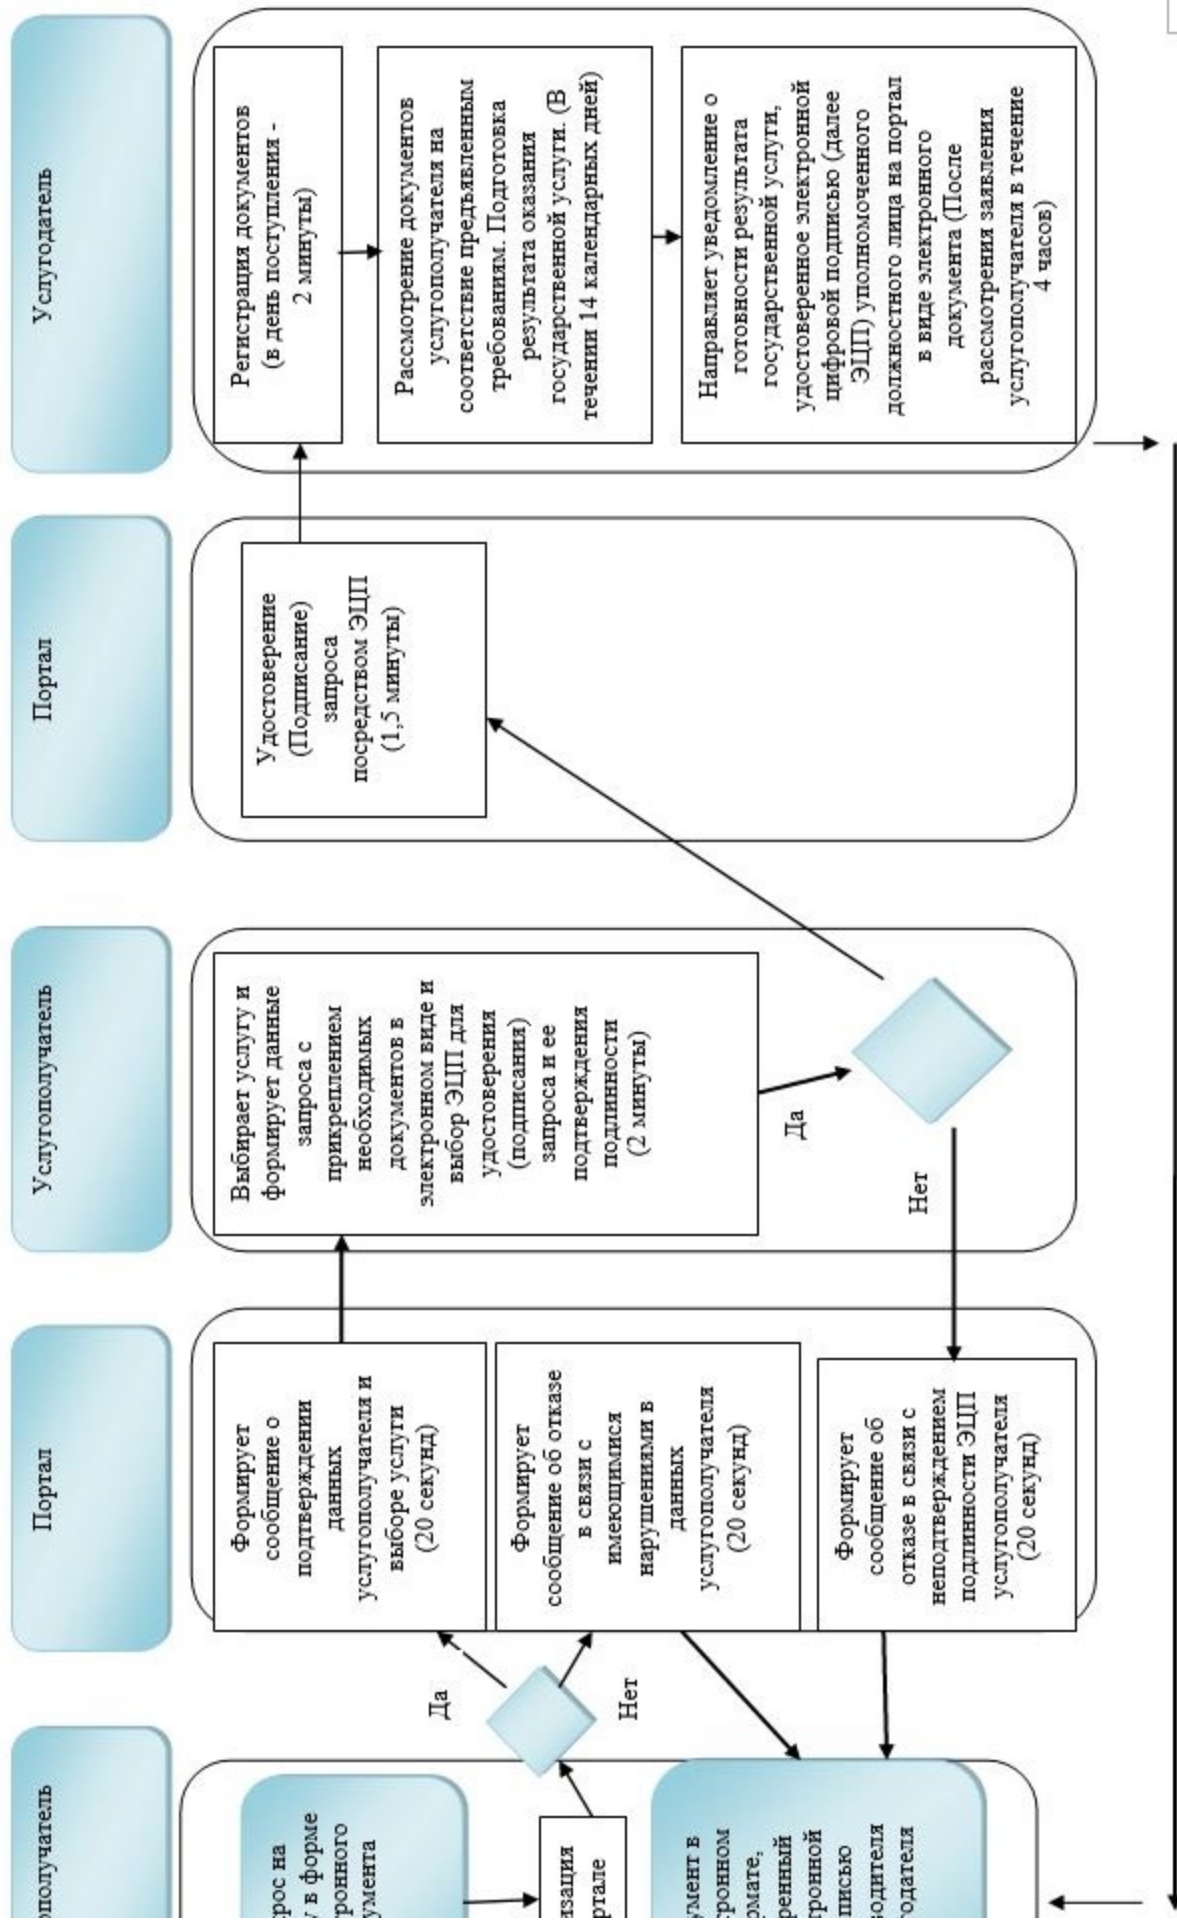 Услугополучатель
Портал
Услугополучатель
Портал
Услугодатель
в форме
Да
Нет
Формирует
сообщение о
подтверждении
данных
услугополучателя и
выборе услуги
(20 секунд)
Формирует
сообщение об отказе
в связи с
имеющимися
нарушениями в
данных
услугополучателя
(20 секунд)
Формирует
сообщение об
отказе в связи с
неподтверждением
подлинности ЭЦП
услугополучателя
(20 секунд)
Выбирает услугу и
формирует данные
запроса с
прикреплением
необходимых
документов в
электронном виде и
выбор ЭЦП для
удостоверения
(подписания)
запроса и ее
подтверждения
подлинности
(2 минуты)
Да
Нет
Удостоверение
(Подписание)
запроса
посредством ЭЦП
(1,5 минуты)
Регистрация документов
(в день поступления -
2 минуты)
Рассмотрение документов
услугополучателя на
соответствие предъявленным
требованиям. Подготовка
результата оказания
государственной услуги. (В
течении 14 календарных дней)
Направляет уведомление о
готовности результата
государственной услуги,
удостоверенное электронной
цифровой подписью (далее
ЭЦП) уполномоченного
должностного лица на портал
в виде электронного
документа (После
рассмотрения заявления
услугополучателя в течение
4 часов)